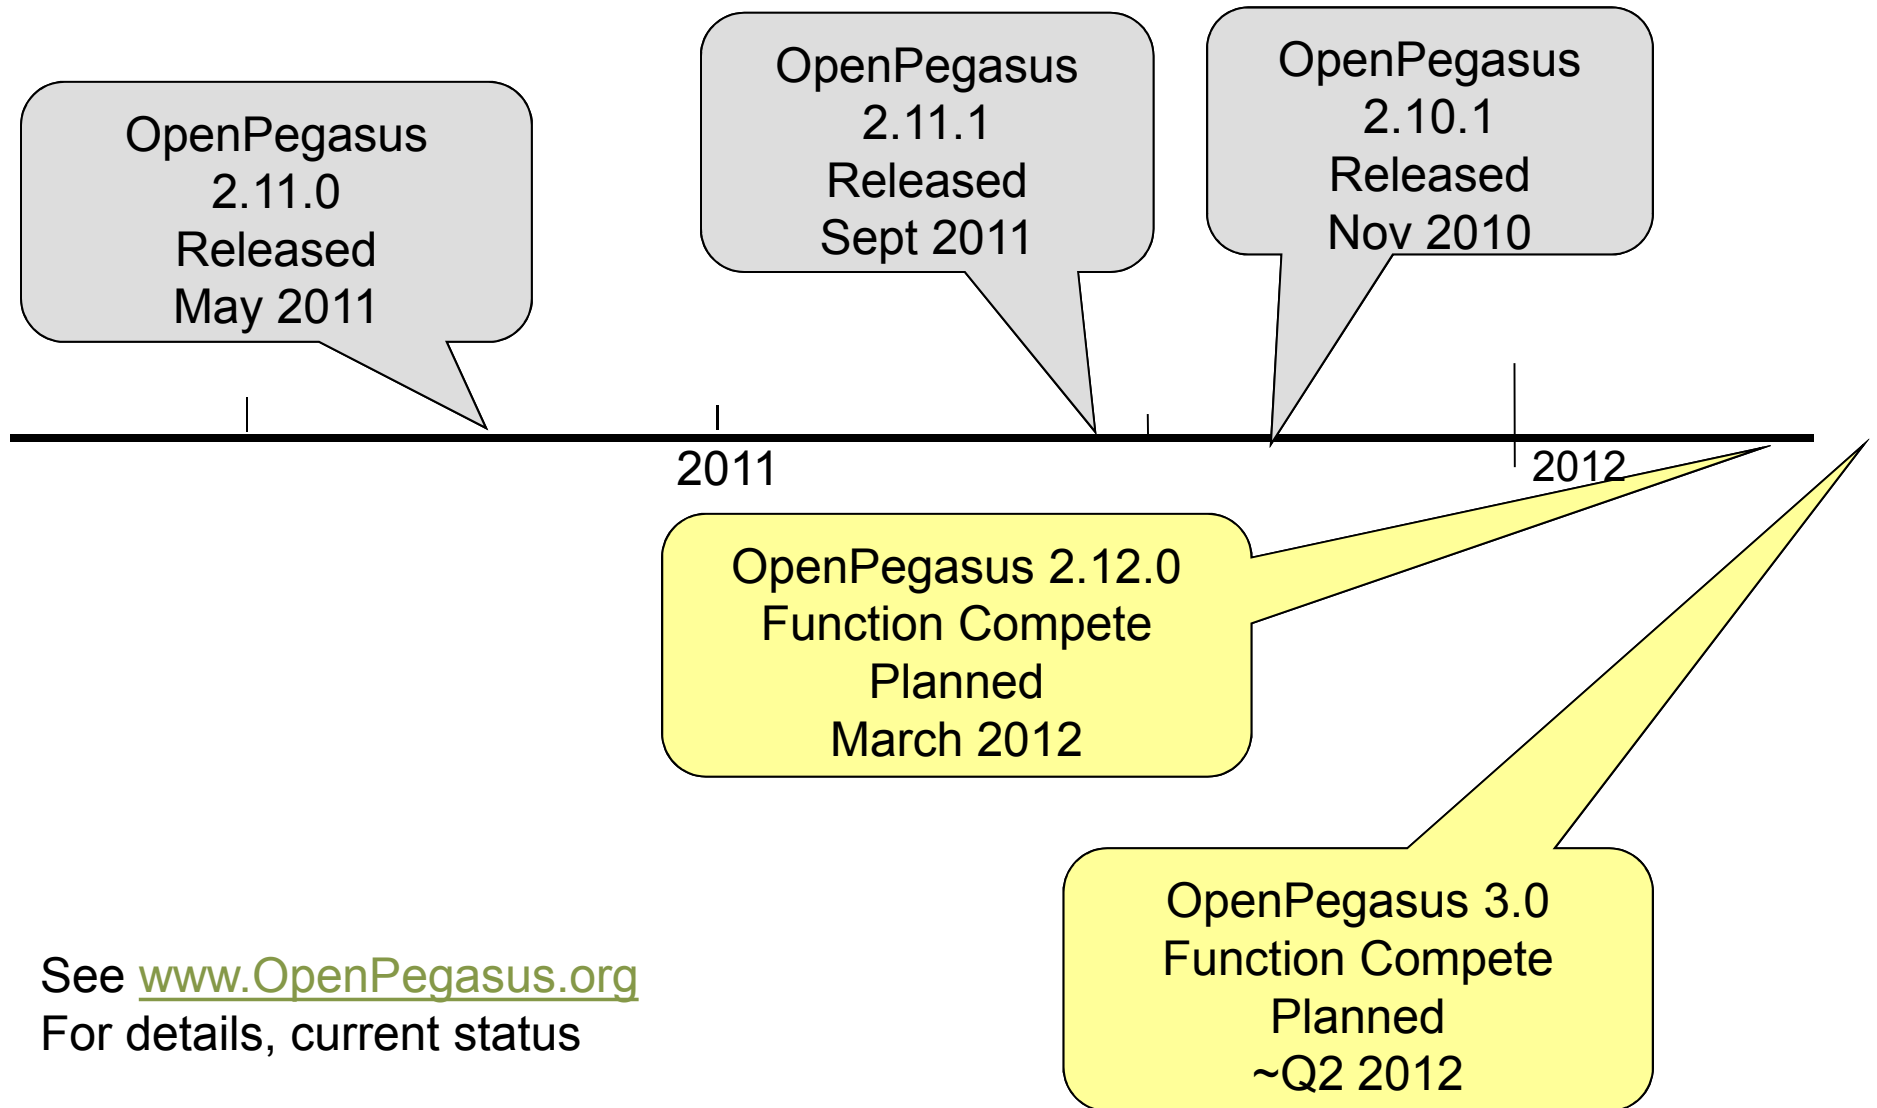 OpenPegasus
2.11.0
Released
May 2011
OpenPegasus
2.11.1
Released
Sept 2011
OpenPegasus
2.10.1
Released
Nov 2010
2011
2012
OpenPegasus 2.12.0
Function Compete
Planned
March 2012
OpenPegasus 3.0
Function Compete
Planned
~Q2 2012
See www.OpenPegasus.org
For details, current status